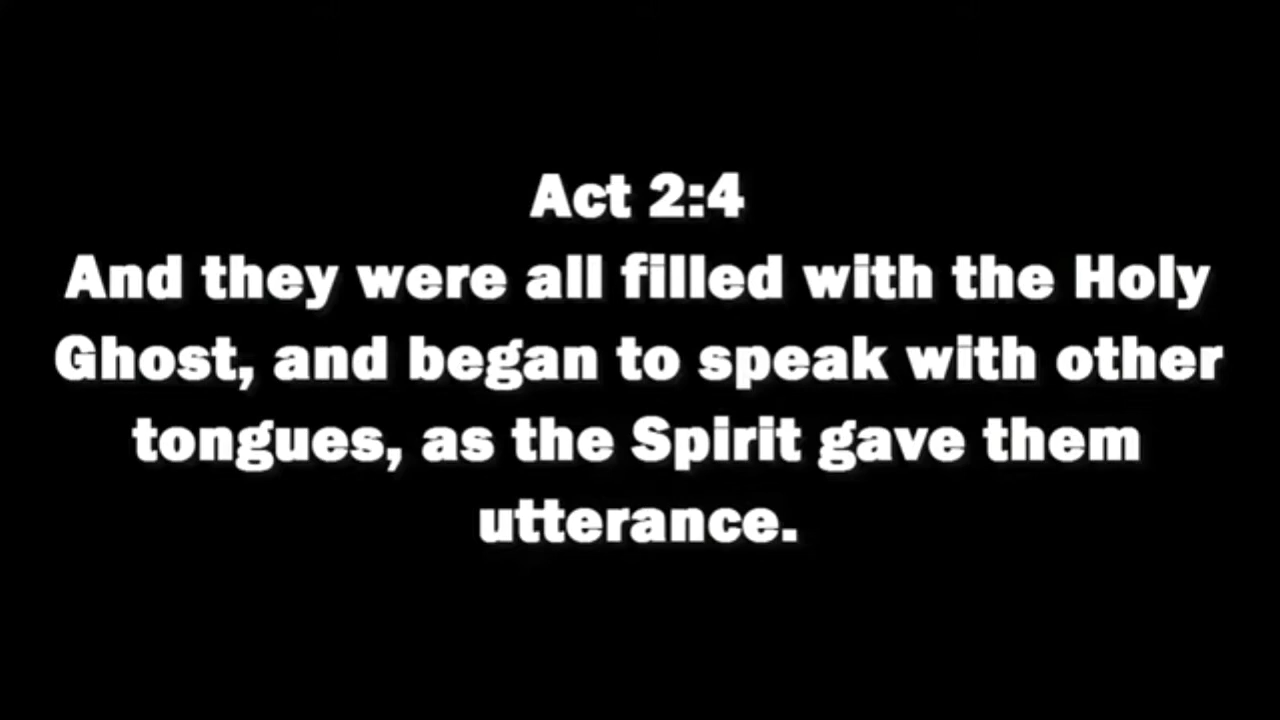 Act 2:4
And they were all filled with the Holy
Ghost, and began to speak with other
tongues, as the Spirit gave them
utterance.